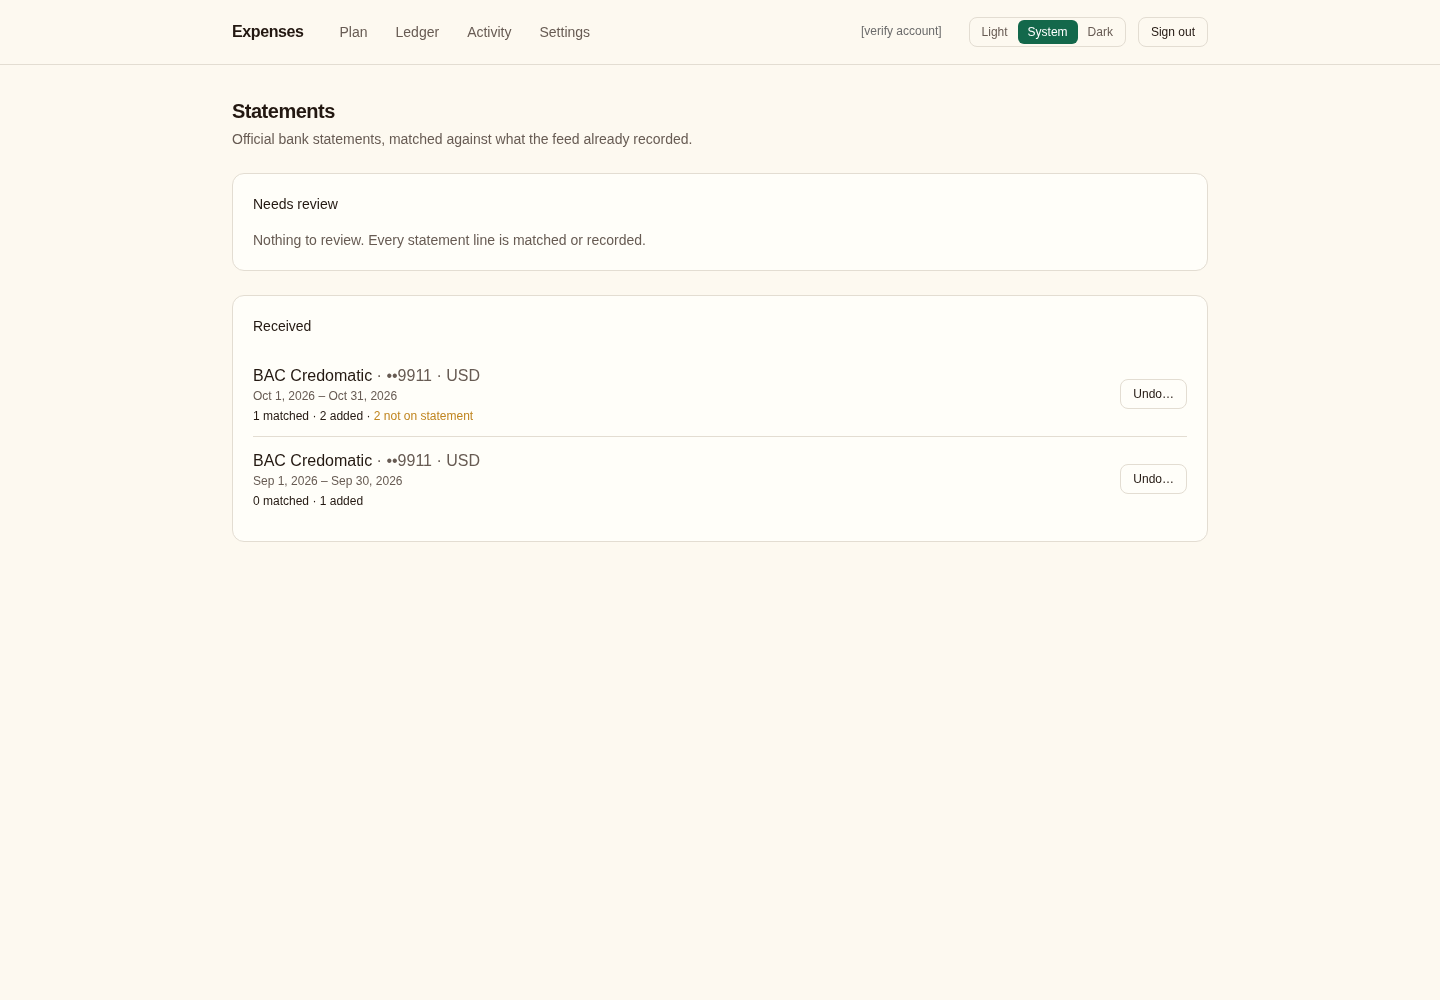 Expenses Plan Ledger Activity Settings [verify account] Light System Dark Sign out
Statements
Official bank statements, matched against what the feed already recorded.
Needs review
Nothing to review. Every statement line is matched or recorded.
Received
BAC Credomatic · ••9911 · USD
Oct 1, 2026 – Oct 31, 2026
Undo…
1 matched · 2 added · 2 not on statement
BAC Credomatic · ••9911 · USD
Sep 1, 2026 – Sep 30, 2026
Undo…
0 matched · 1 added